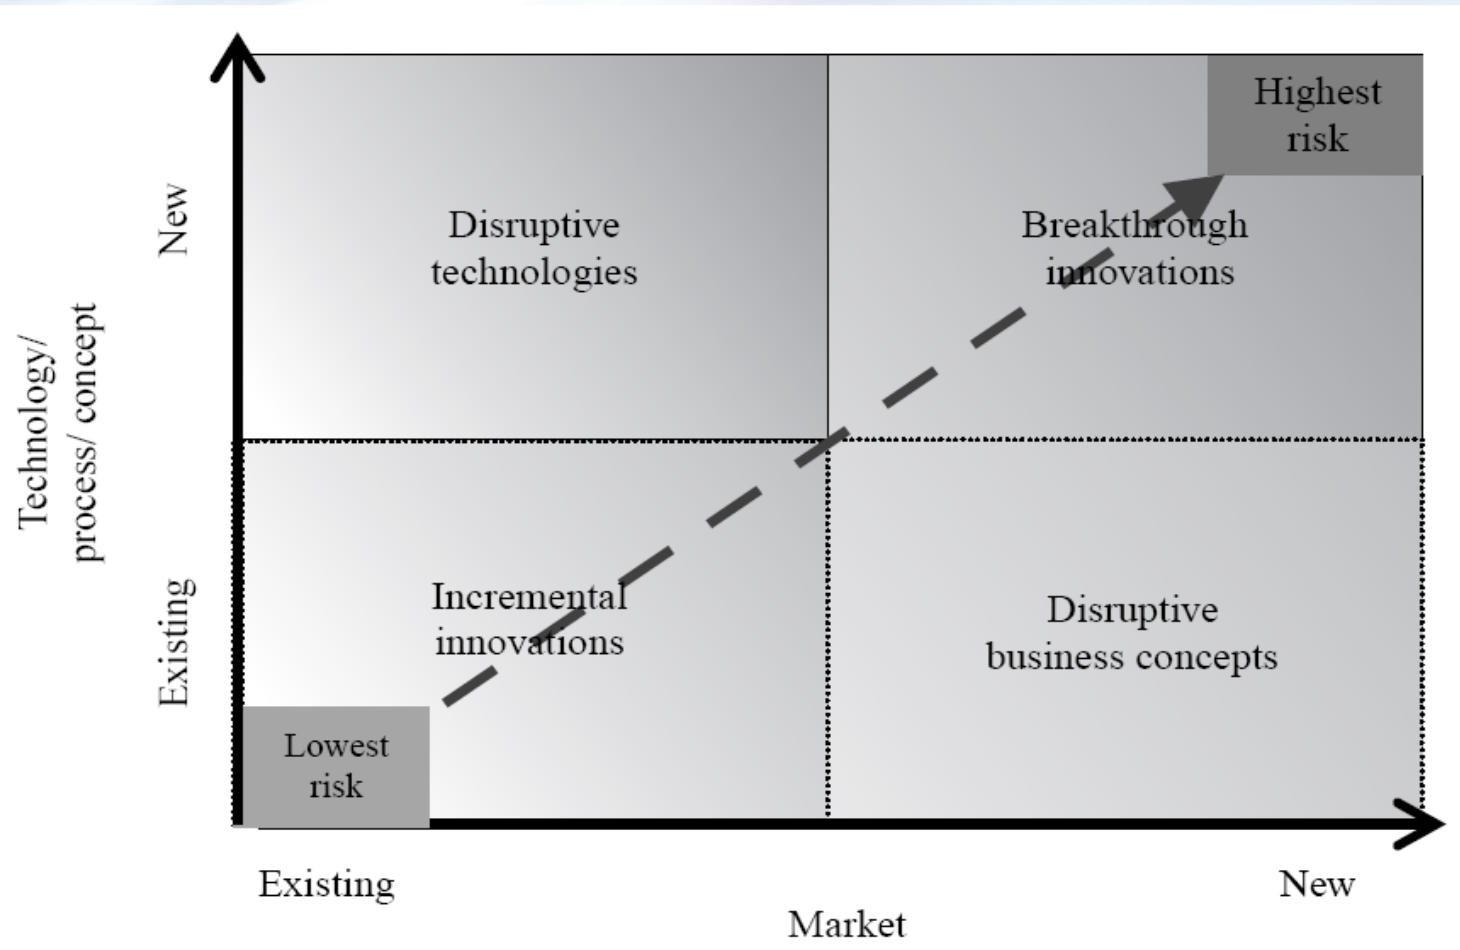 Highest
risk
New
Disruptive
technologies
Breakthrough
innovations
Technology/
process/ concept
Existing
Incremental
innovations
Disruptive
business concepts
Lowest
risk
Existing
New
Market